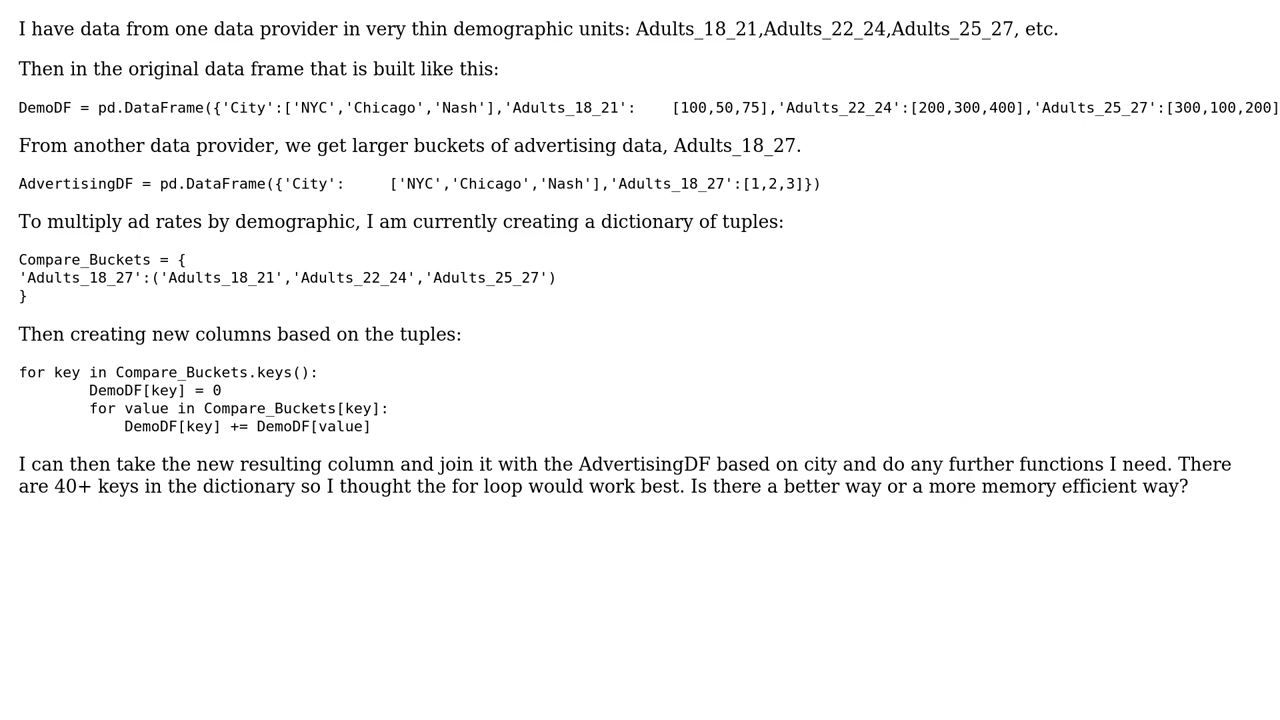 I have data from one data provider in very thin demographic units: Adults_18_21,Adults_22_24,Adults_25_27, etc.
Then in the original data frame that is built like this:
DemoDF = pd.DataFrame({'City':['NYC','Chicago','Nash'],'Adults_18_21':    [100,50,75],'Adults_22_24':[200,300,400],'Adults_25_27':[300,100,200]
From another data provider, we get larger buckets of advertising data, Adults_18_27.
AdvertisingDF = pd.DataFrame({'City':     ['NYC','Chicago','Nash'],'Adults_18_27':[1,2,3]})
To multiply ad rates by demographic, I am currently creating a dictionary of tuples:
Compare_Buckets = {
'Adults_18_27':('Adults_18_21','Adults_22_24','Adults_25_27')
}
Then creating new columns based on the tuples:
for key in Compare_Buckets.keys():
        DemoDF[key] = 0
        for value in Compare_Buckets[key]:
            DemoDF[key] += DemoDF[value]
I can then take the new resulting column and join it with the AdvertisingDF based on city and do any further functions I need. There
are 40+ keys in the dictionary so I thought the for loop would work best. Is there a better way or a more memory efficient way?